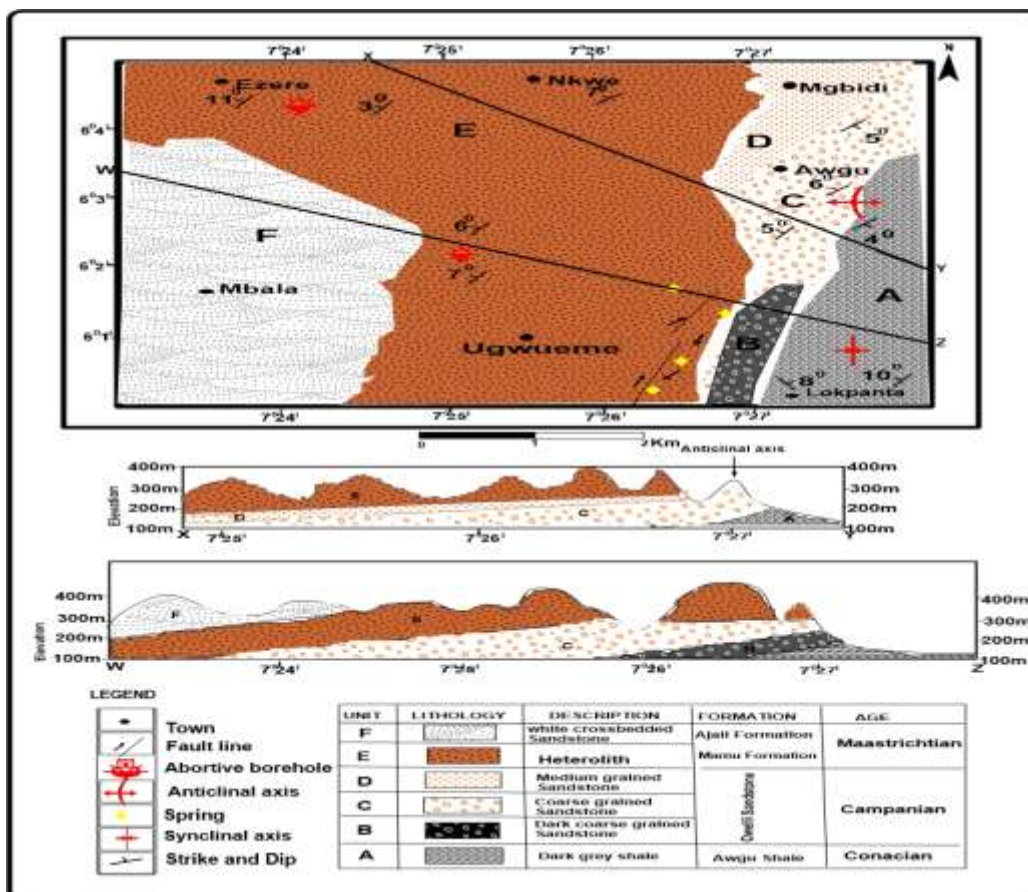 7°24' X 7°25' 7°26' 7°27' N
Ezere Nkwe Mgbidi
11° 3° 7°
6°4' E D 5°
W Awgu
6°3' 6°
C
F 6° 5° 4°
6°2' 7° Y
Mbala A
6°1' Ugwueme B Z
8° 10°
Lokpanta
7°24' 7°25' 7°26' 7°27'
0 1 2 Km
Anticlinal axis
400m 400m
300m E 300m
200m 200m
D C A
100m 100m
Elevation
X 7°25' 7°26' 7°27' Y
400m 400m
300m F 300m
200m 200m
C
100m 100m
Elevation
W 7°24' 7°26' 7°27' Z
LEGEND
Town
Fault line
Abortive borehole
Anticlinal axis
Spring
Synclinal axis
Strike and Dip
UNIT LITHOLOGY DESCRIPTION FORMATION AGE
F white crossbedded Sandstone Ajali Formation Maastrichtian
E Heterolith Mamu Formation
D Medium grained Sandstone Owelli Sandstone Campanian
C Coarse grained Sandstone
B Dark coarse grained Sandstone
A Dark grey shale Awgu Shale Conacian